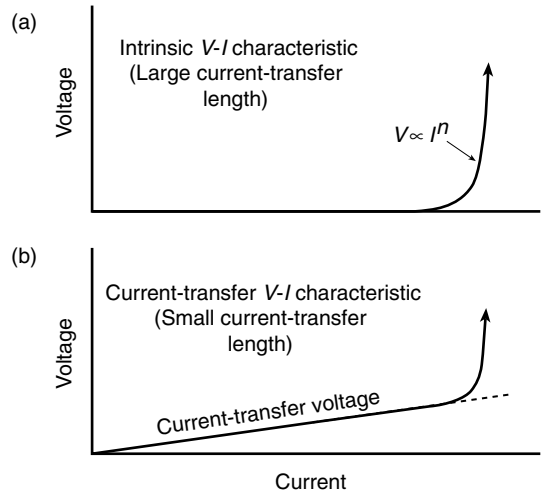 (a)
Intrinsic V-I characteristic
(Large current-transfer
length)
V∝ Iⁿ
Voltage
(b)
Current-transfer V-I characteristic
(Small current-transfer
length)
Current-transfer voltage
Voltage
Current